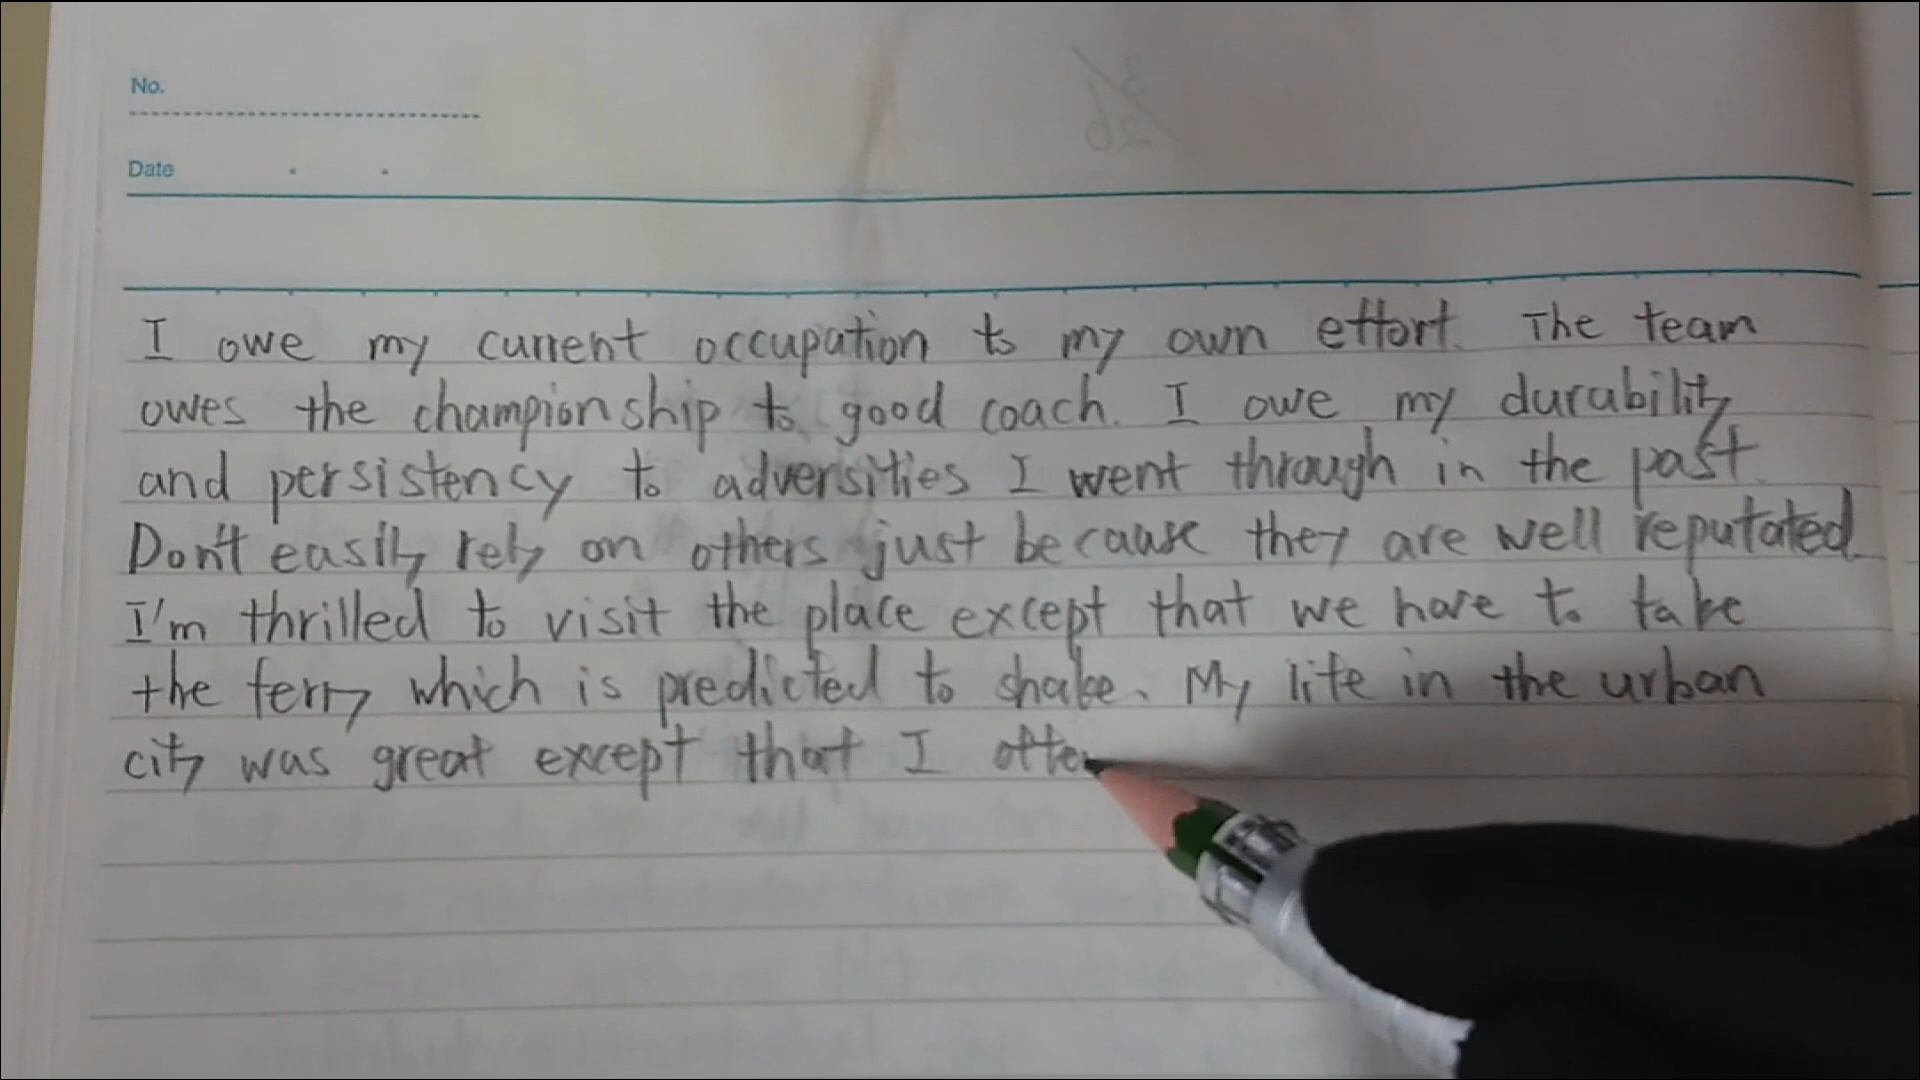 No.
Date
I owe my current occupation to my own effort. The team
owes the championship to good coach. I owe my durability
and persistency to adversities I went through in the past.
Don't easily rely on others just because they are well reputated.
I'm thrilled to visit the place except that we have to take
the ferry which is predicted to shake. My life in the urban
city was great except that I ofte